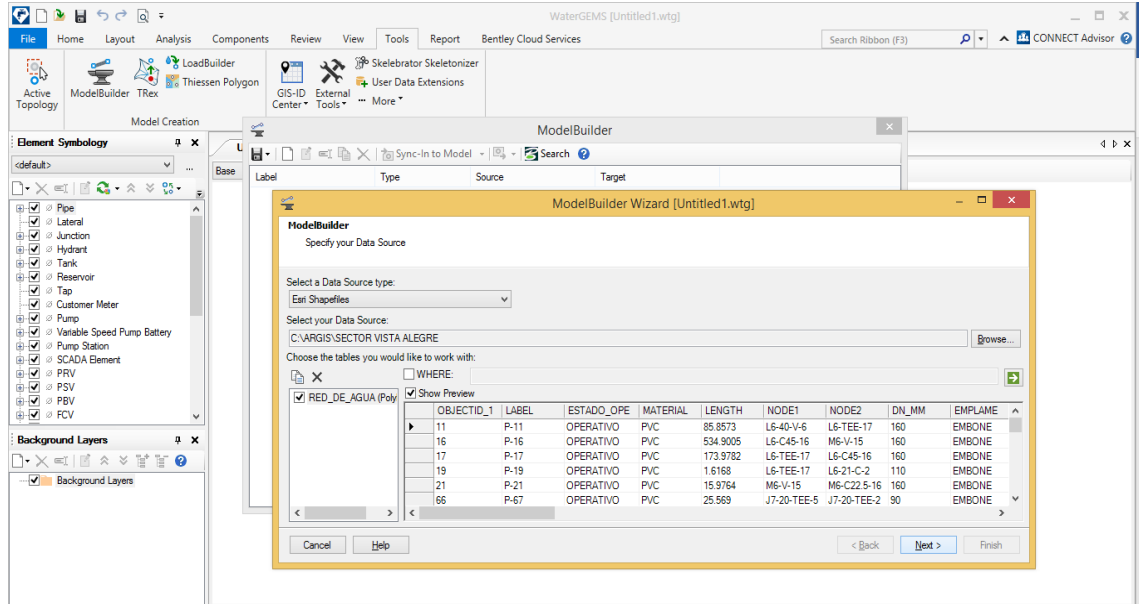 WaterGEMS [Untitled1.wtg]
File Home Layout Analysis Components Review View Tools Report Bentley Cloud Services
Search Ribbon (F3)
CONNECT Advisor
Active Topology
ModelBuilder
TRex
LoadBuilder
Thiessen Polygon
Model Creation
GIS-ID Center
External Tools
Skelebrator Skeletonizer
User Data Extensions
More
Element Symbology
<default>
Pipe
Lateral
Junction
Hydrant
Tank
Reservoir
Tap
Customer Meter
Pump
Variable Speed Pump Battery
Pump Station
SCADA Element
PRV
PSV
PBV
FCV
Background Layers
Background Layers
U
Base
ModelBuilder
Sync-In to Model
Search
Label Type Source Target
ModelBuilder Wizard [Untitled1.wtg]
ModelBuilder
Specify your Data Source
Select a Data Source type:
Esri Shapefiles
Select your Data Source:
C:\ARGIS\SECTOR VISTA ALEGRE
Browse...
Choose the tables you would like to work with:
WHERE:
RED_DE_AGUA (Poly
Show Preview
OBJECTID_1 LABEL ESTADO_OPE MATERIAL LENGTH NODE1 NODE2 DN_MM EMPLAME
11 P-11 OPERATIVO PVC 85.8573 L6-40-V-6 L6-TEE-17 160 EMBONE
16 P-16 OPERATIVO PVC 534.9005 L6-C45-16 M6-V-15 160 EMBONE
17 P-17 OPERATIVO PVC 173.9782 L6-TEE-17 L6-C45-16 160 EMBONE
19 P-19 OPERATIVO PVC 1.6168 L6-TEE-17 L6-21-C-2 110 EMBONE
21 P-21 OPERATIVO PVC 15.9764 M6-V-15 M6-C22.5-16 160 EMBONE
66 P-67 OPERATIVO PVC 25.569 J7-20-TEE-5 J7-20-TEE-2 90 EMBONE
Cancel Help < Back Next > Finish